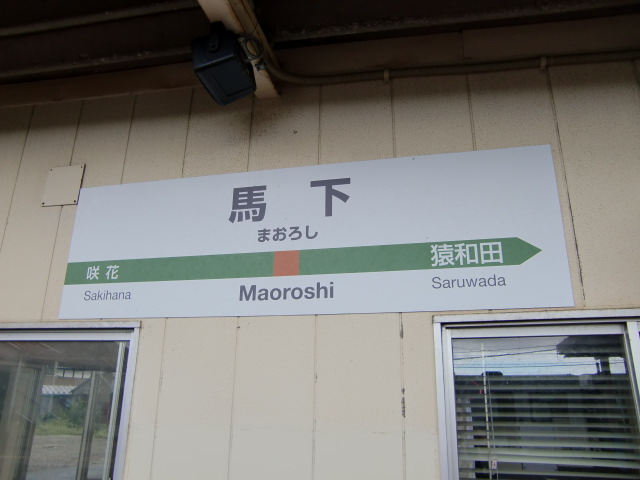 馬下
まおろし
咲花
猿和田
Sakihana
Maoroshi
Saruwada